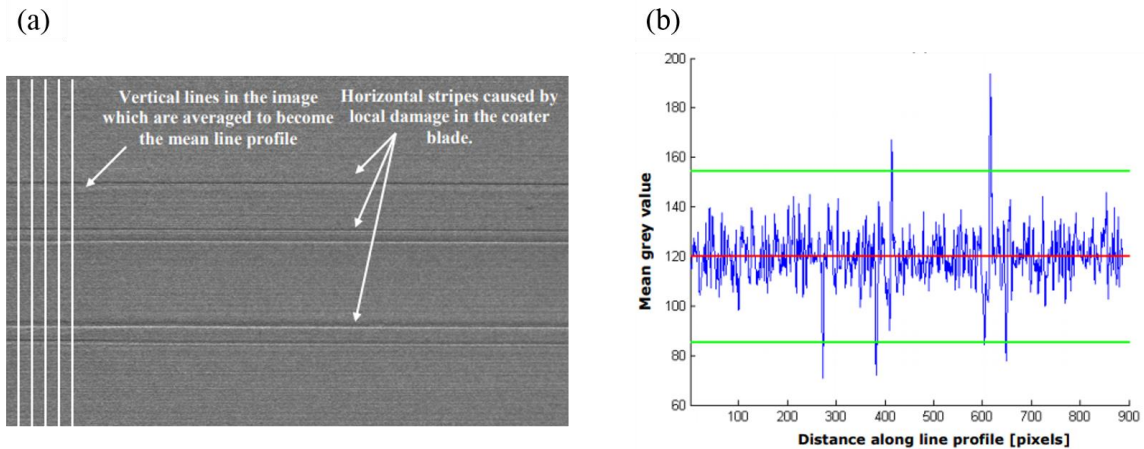 (a)
Vertical lines in the image
which are averaged to become
the mean line profile
Horizontal stripes caused by
local damage in the coater
blade.
(b)
Mean grey value
200
180
160
140
120
100
80
60
100 200 300 400 500 600 700 800 900
Distance along line profile [pixels]